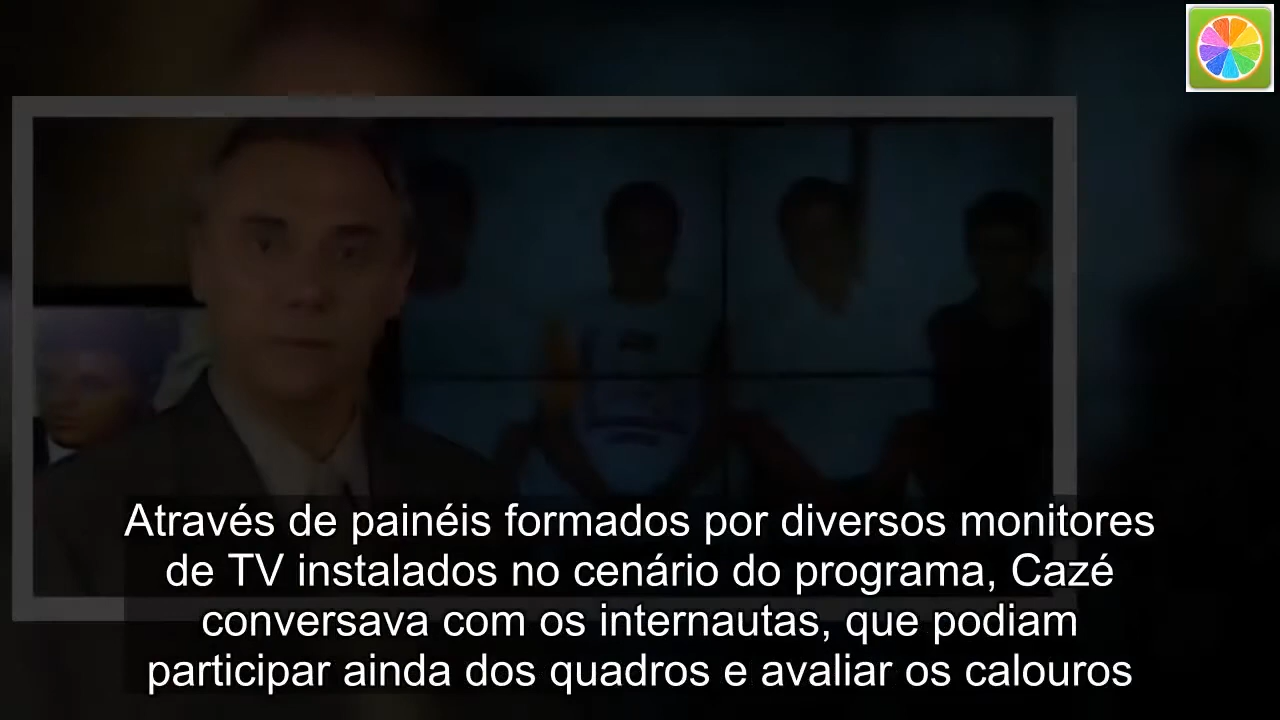 Através de painéis formados por diversos monitores
de TV instalados no cenário do programa, Cazé
conversava com os internautas, que podiam
participar ainda dos quadros e avaliar os calouros